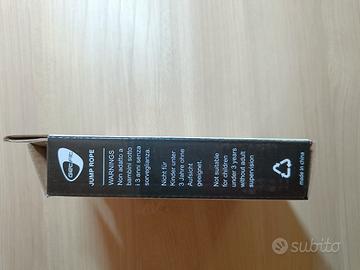 JUMP ROPE
WARNINGS
Non adatto a
bambini sotto
i 3 anni senza
sorveglianza.
Nicht für
Kinder unter
3 Jahre ohne
Aufsicht
geeignet.
Not suitable
for children
under 3 years
without adult
supervision
made in china
subito